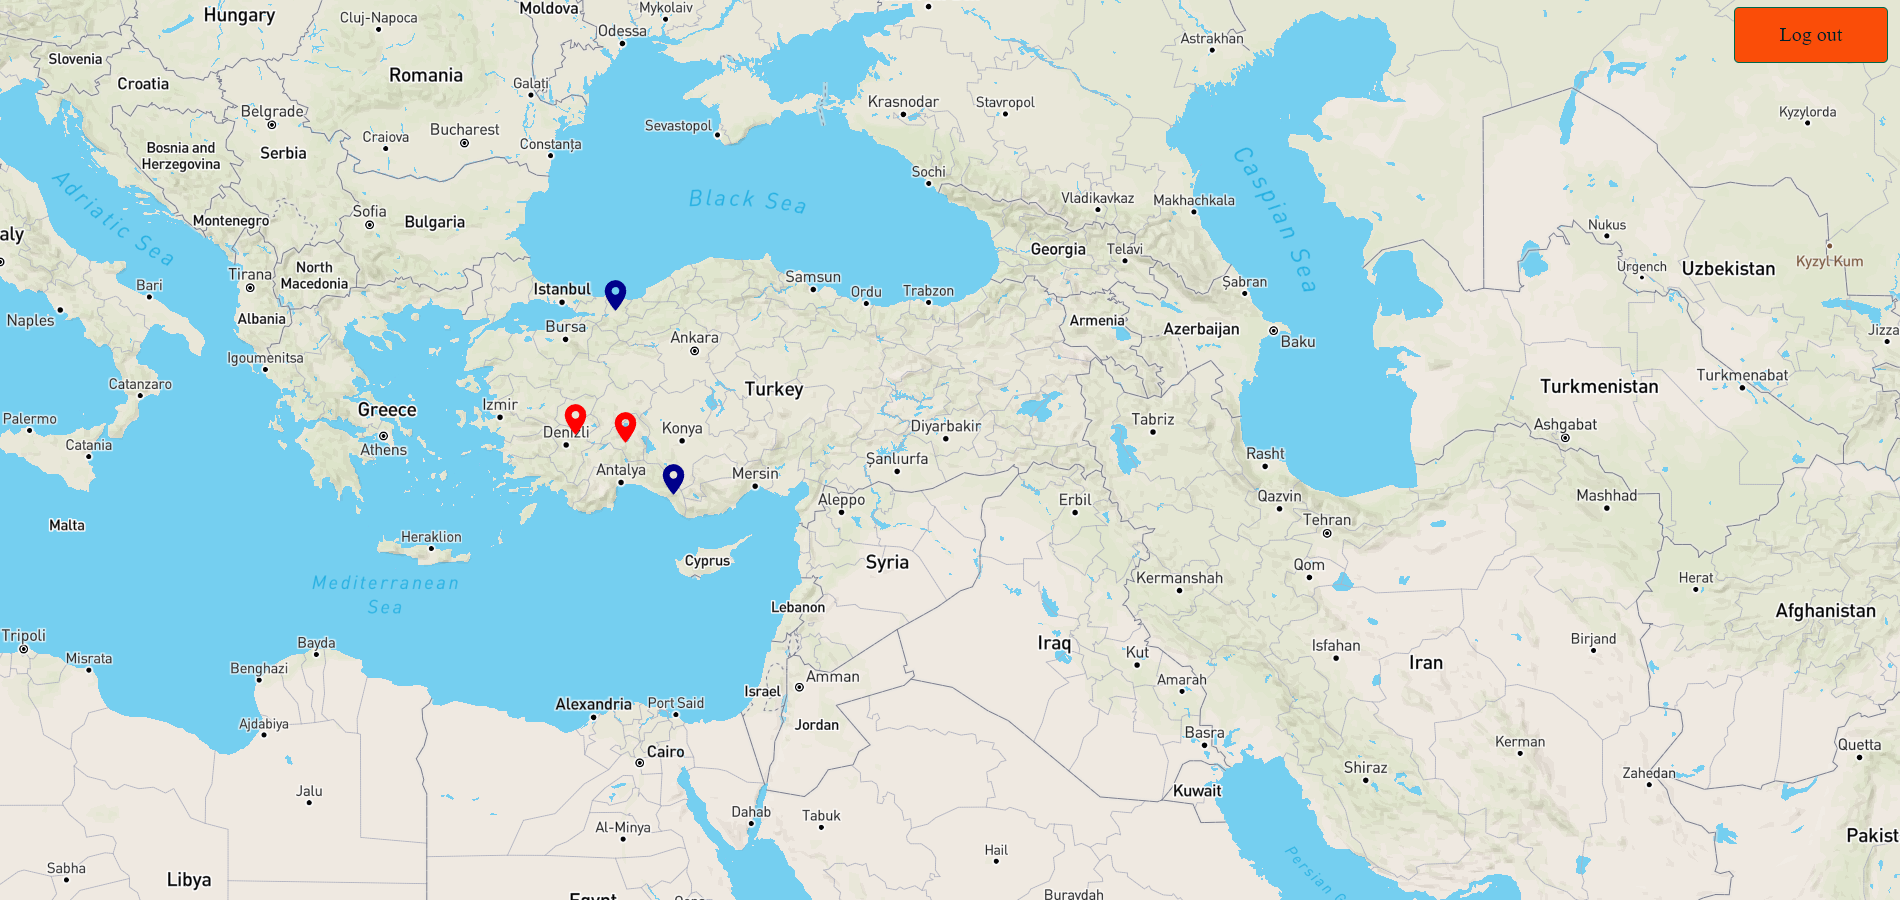 Hungary
Cluj-Napoca
Moldova
Mykolaiv
Odessa
Astrakhan
Log out
Slovenia
Croatia
Romania
Galați
Krasnodar
Stavropol
Kyzylorda
Belgrade
Craiova
Bucharest
Constanța
Sevastopol
Bosnia and
Herzegovina
Serbia
Adriatic Sea
Black Sea
Sochi
Caspian Sea
Vladikavkaz
Makhachkala
Montenegro
Sofia
Bulgaria
Nukus
aly
Georgia
Telavi
Kyzyl Kum
Tirana
North
Macedonia
Urgench
Uzbekistan
Bari
Istanbul
Samsun
Ordu
Trabzon
Şabran
Naples
Albania
Bursa
Ankara
Armenia
Azerbaijan
Baku
Jizza
Igoumenitsa
Catanzaro
Turkey
Turkmenistan
Turkmenabat
Palermo
Greece
Izmir
Denizli
Konya
Diyarbakir
Tabriz
Ashgabat
Catania
Athens
Antalya
Mersin
Şanlıurfa
Rasht
Malta
Aleppo
Erbil
Qazvin
Mashhad
Heraklion
Tehran
Cyprus
Syria
Mediterranean
Sea
Kermanshah
Qom
Herat
Lebanon
Afghanistan
Tripoli
Misrata
Bayda
Benghazi
Iraq
Kut
Isfahan
Iran
Birjand
Amman
Amarah
Israel
Alexandria
Port Said
Ajdabiya
Jordan
Cairo
Basra
Kerman
Quetta
Jalu
Shiraz
Zahedan
Kuwait
Dahab
Tabuk
Al-Minya
Pakist
Sabha
Libya
Hail
Persian G
Egypt
Buraydah